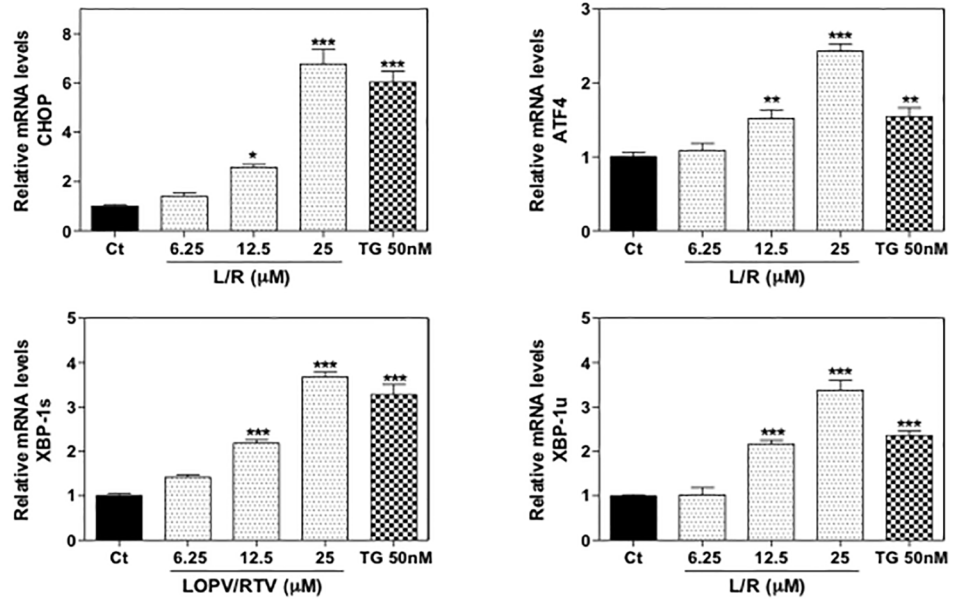 Relative mRNA levels
CHOP
8
6
4
2
0
*
***
***
Ct 6.25 12.5 25 TG 50nM
L/R (μM)
Relative mRNA levels
ATF4
3
2
1
0
**
***
**
Ct 6.25 12.5 25 TG 50nM
L/R (μM)
Relative mRNA levels
XBP-1s
5
4
3
2
1
0
***
***
***
Ct 6.25 12.5 25 TG 50nM
LOPV/RTV (μM)
Relative mRNA levels
XBP-1u
5
4
3
2
1
0
***
***
***
Ct 6.25 12.5 25 TG 50nM
L/R (μM)